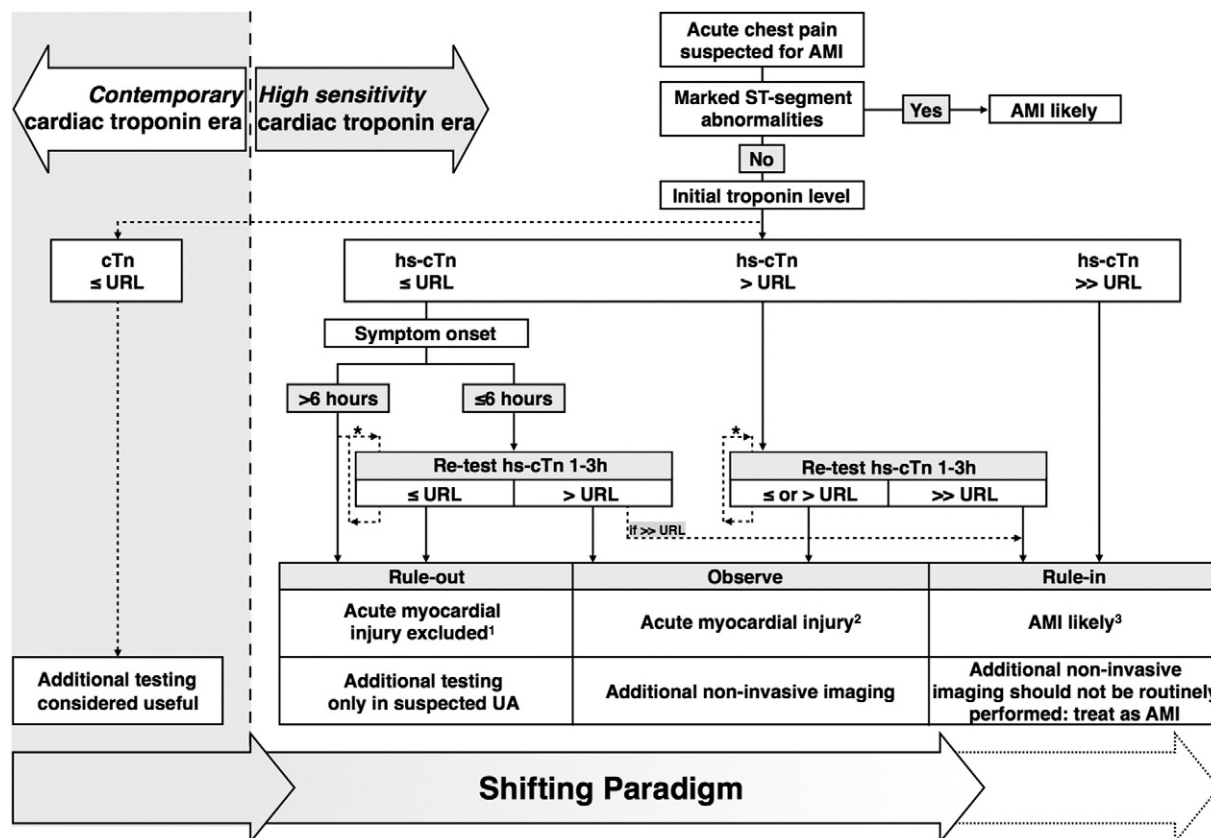 Acute chest pain
suspected for AMI
Contemporary
cardiac troponin era
High sensitivity
cardiac troponin era
Marked ST-segment
abnormalities
Yes
AMI likely
No
Initial troponin level
cTn
≤ URL
hs-cTn
≤ URL
hs-cTn
> URL
hs-cTn
>> URL
Symptom onset
>6 hours
≤6 hours
*
*
Re-test hs-cTn 1-3h
≤ URL
> URL
Re-test hs-cTn 1-3h
≤ or > URL
>> URL
if >> URL
Rule-out
Observe
Rule-in
Acute myocardial
injury excluded¹
Acute myocardial injury²
AMI likely³
Additional testing
considered useful
Additional testing
only in suspected UA
Additional non-invasive imaging
Additional non-invasive
imaging should not be routinely
performed: treat as AMI
Shifting Paradigm